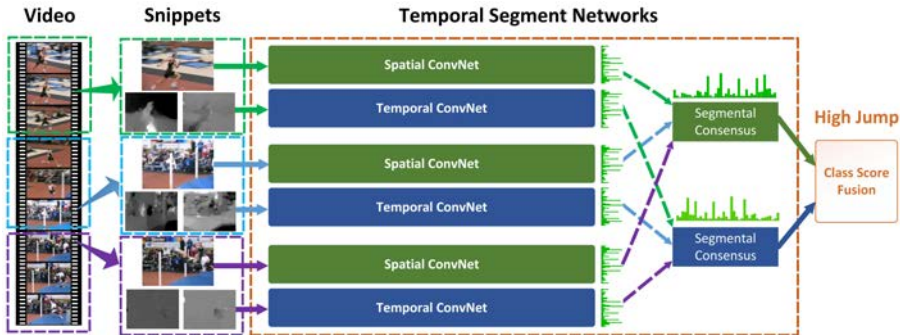 Video
Snippets
Temporal Segment Networks
Spatial ConvNet
Temporal ConvNet
Spatial ConvNet
Temporal ConvNet
Spatial ConvNet
Temporal ConvNet
Segmental
Consensus
Segmental
Consensus
High Jump
Class Score
Fusion